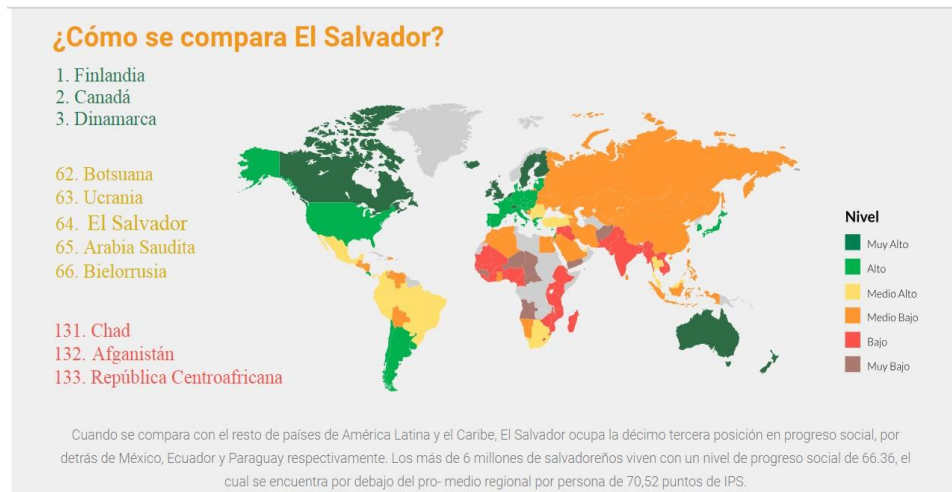 ¿Cómo se compara El Salvador?
1. Finlandia
2. Canadá
3. Dinamarca
62. Botsuana
63. Ucrania
64. El Salvador
65. Arabia Saudita
66. Bielorrusia
131. Chad
132. Afganistán
133. República Centroafricana
Nivel
Muy Alto
Alto
Medio Alto
Medio Bajo
Bajo
Muy Bajo
Cuando se compara con el resto de países de América Latina y el Caribe, El Salvador ocupa la décimo tercera posición en progreso social, por
detrás de México, Ecuador y Paraguay respectivamente. Los más de 6 millones de salvadoreños viven con un nivel de progreso social de 66.36, el
cual se encuentra por debajo del pro- medio regional por persona de 70,52 puntos de IPS.